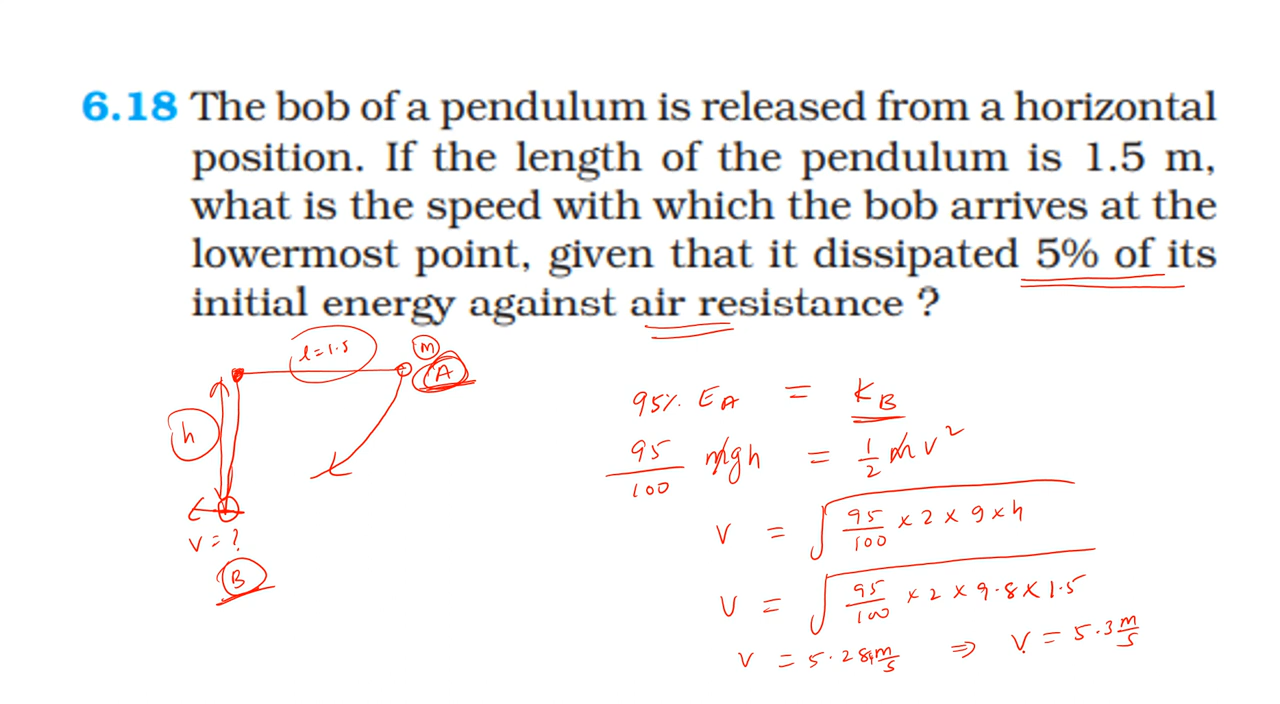 6.18 The bob of a pendulum is released from a horizontal
position. If the length of the pendulum is 1.5 m,
what is the speed with which the bob arrives at the
lowermost point, given that it dissipated 5% of its
initial energy against air resistance ?
l=1.5
m
A
h
v = ?
B
95% E_A = K_B
95/100 mgh = 1/2 mv²
v = √(95/100 × 2 × 9 × h)
v = √(95/100 × 2 × 9.8 × 1.5)
v = 5.28 m/s ⇒ v = 5.3 m/s